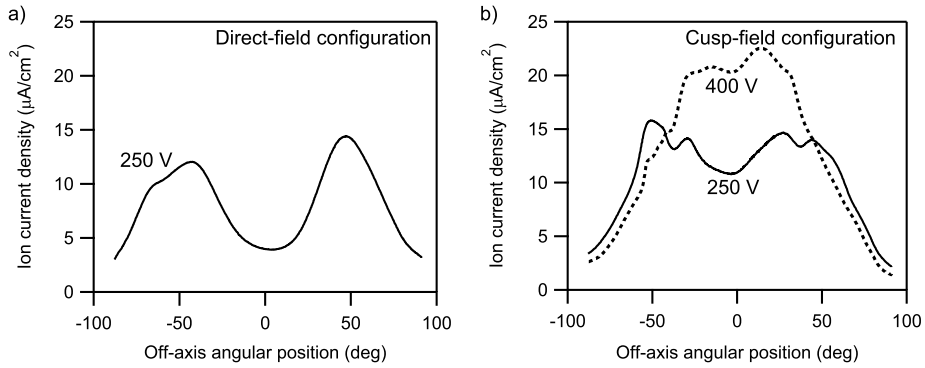 a)
Direct-field configuration
250 V
Ion current density (μA/cm²)
25
20
15
10
5
0
-100
-50
0
50
100
Off-axis angular position (deg)
b)
Cusp-field configuration
400 V
250 V
Ion current density (μA/cm²)
25
20
15
10
5
0
-100
-50
0
50
100
Off-axis angular position (deg)